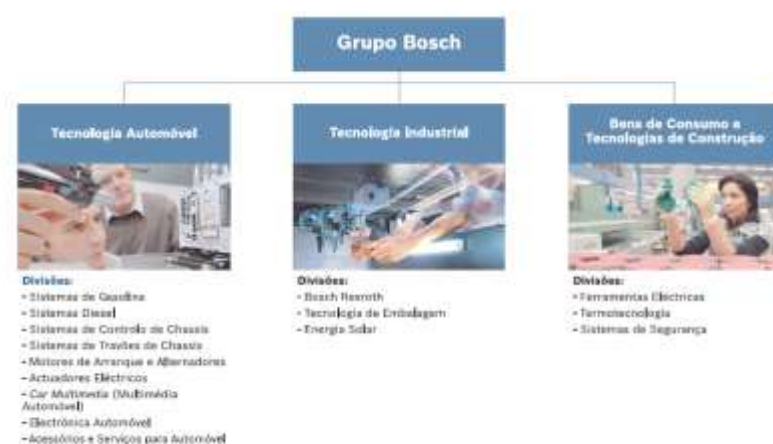 Grupo Bosch
Tecnologia Automóvel
Divisões:
- Sistemas de Gasolina
- Sistemas Diesel
- Sistemas de Controlo de Chassis
- Sistemas de Travões de Chassis
- Motores de Arranque e Alternadores
- Actuadores Eléctricos
- Car Multimedia (Multimédia
Automóvel)
- Electrónica Automóvel
- Acessórios e Serviços para Automóvel
Tecnologia Industrial
Divisões:
- Bosch Rexroth
- Tecnologia de Embalagem
- Energia Solar
Bens de Consumo e
Tecnologias de Construção
Divisões:
- Ferramentas Eléctricas
- Termotecnologia
- Sistemas de Segurança